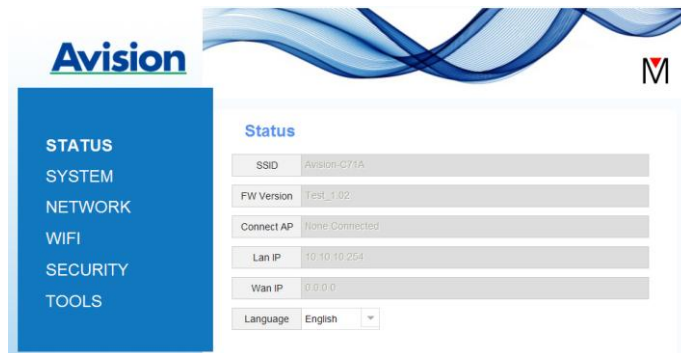 Avision
M
STATUS
SYSTEM
NETWORK
WIFI
SECURITY
TOOLS
Status
SSID Avision-C71A
FW Version Test_1.02
Connect AP None Connected
Lan IP 10.10.10.254
Wan IP 0.0.0.0
Language English